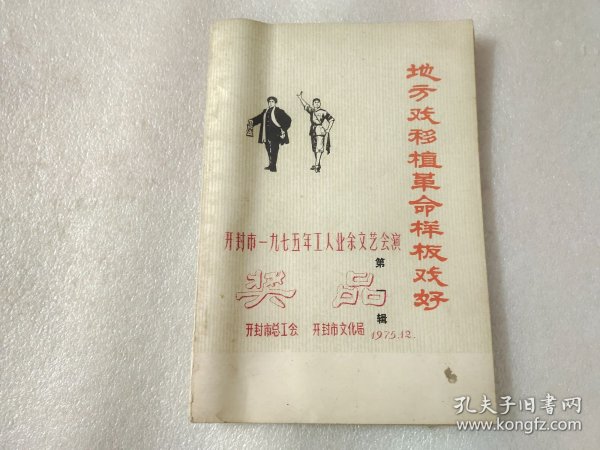 地方戏移植革命样板戏好
第一辑
开封市一九七五年工人业余文艺会演
奖品
开封市总工会 开封市文化局 1975.12.
孔夫子旧书网
www.kongfz.com